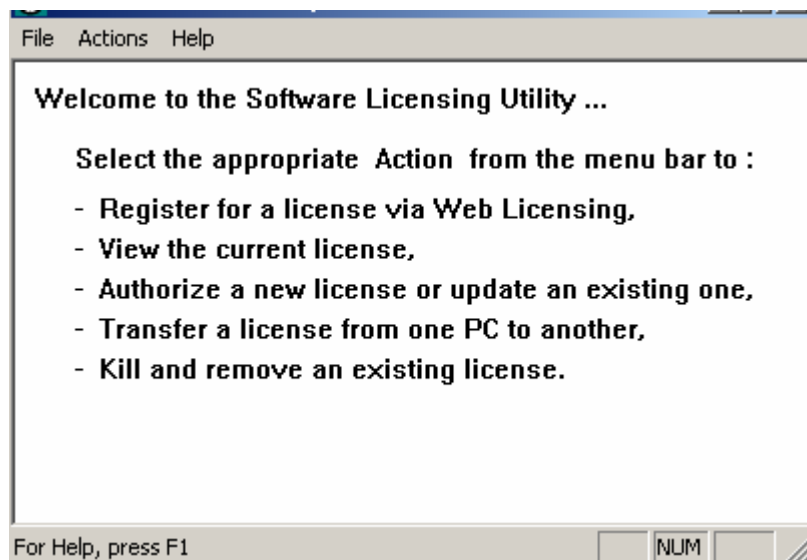 File Actions Help
Welcome to the Software Licensing Utility ...
Select the appropriate Action from the menu bar to :
- Register for a license via Web Licensing,
- View the current license,
- Authorize a new license or update an existing one,
- Transfer a license from one PC to another,
- Kill and remove an existing license.
For Help, press F1
NUM